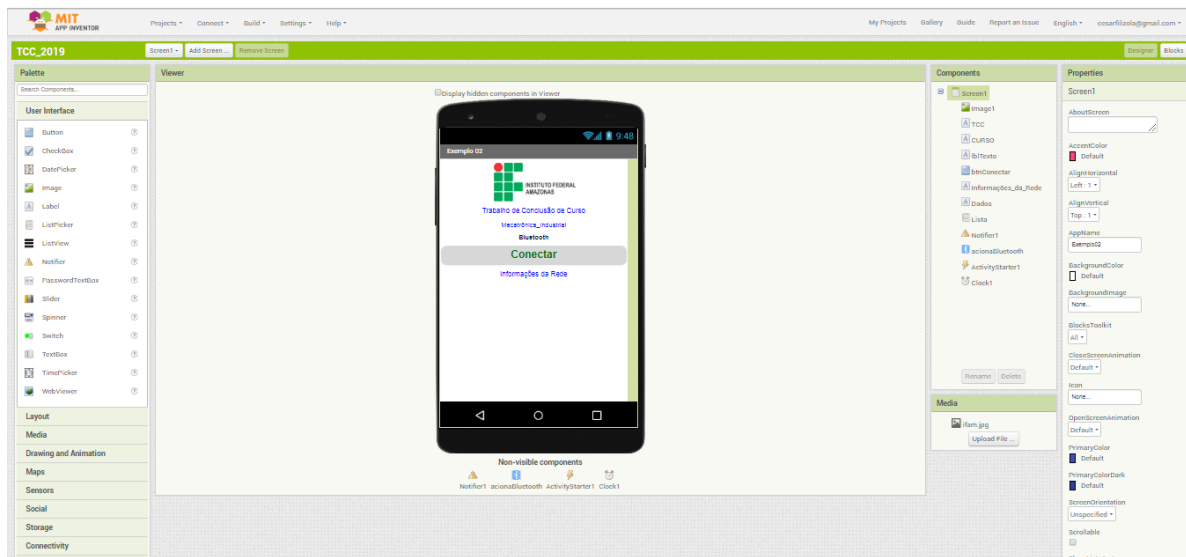 MIT
APP INVENTOR
Projects Connect Build Settings Help
My Projects Gallery Guide Report an Issue English cesarfilizola@gmail.com
TCC_2019
Screen1 Add Screen ... Remove Screen
Designer Blocks
Palette
Search Components...
User Interface
Button
CheckBox
DatePicker
Image
Label
ListPicker
ListView
Notifier
PasswordTextBox
Slider
Spinner
Switch
TextBox
TimePicker
WebViewer
Layout
Media
Drawing and Animation
Maps
Sensors
Social
Storage
Connectivity
Viewer
Display hidden components in Viewer
9:48
Exemplo 02
INSTITUTO FEDERAL
AMAZONAS
Trabalho de Conclusão de Curso
Mecatrônica_Industrial
Bluetooth
Conectar
Informações da Rede
Non-visible components
Notifier1 acionaBluetooth ActivityStarter1 Clock1
Components
Screen1
Image1
TCC
CURSO
lblTexto
btnConectar
Informações_da_Rede
Dados
Lista
Notifier1
acionaBluetooth
ActivityStarter1
Clock1
Rename Delete
Media
ifam.jpg
Upload File ...
Properties
Screen1
AboutScreen
AccentColor
Default
AlignHorizontal
Left : 1
AlignVertical
Top : 1
AppName
Exemplo02
BackgroundColor
Default
BackgroundImage
None...
BlocksToolkit
All
CloseScreenAnimation
Default
Icon
None...
OpenScreenAnimation
Default
PrimaryColor
Default
PrimaryColorDark
Default
ScreenOrientation
Unspecified
Scrollable